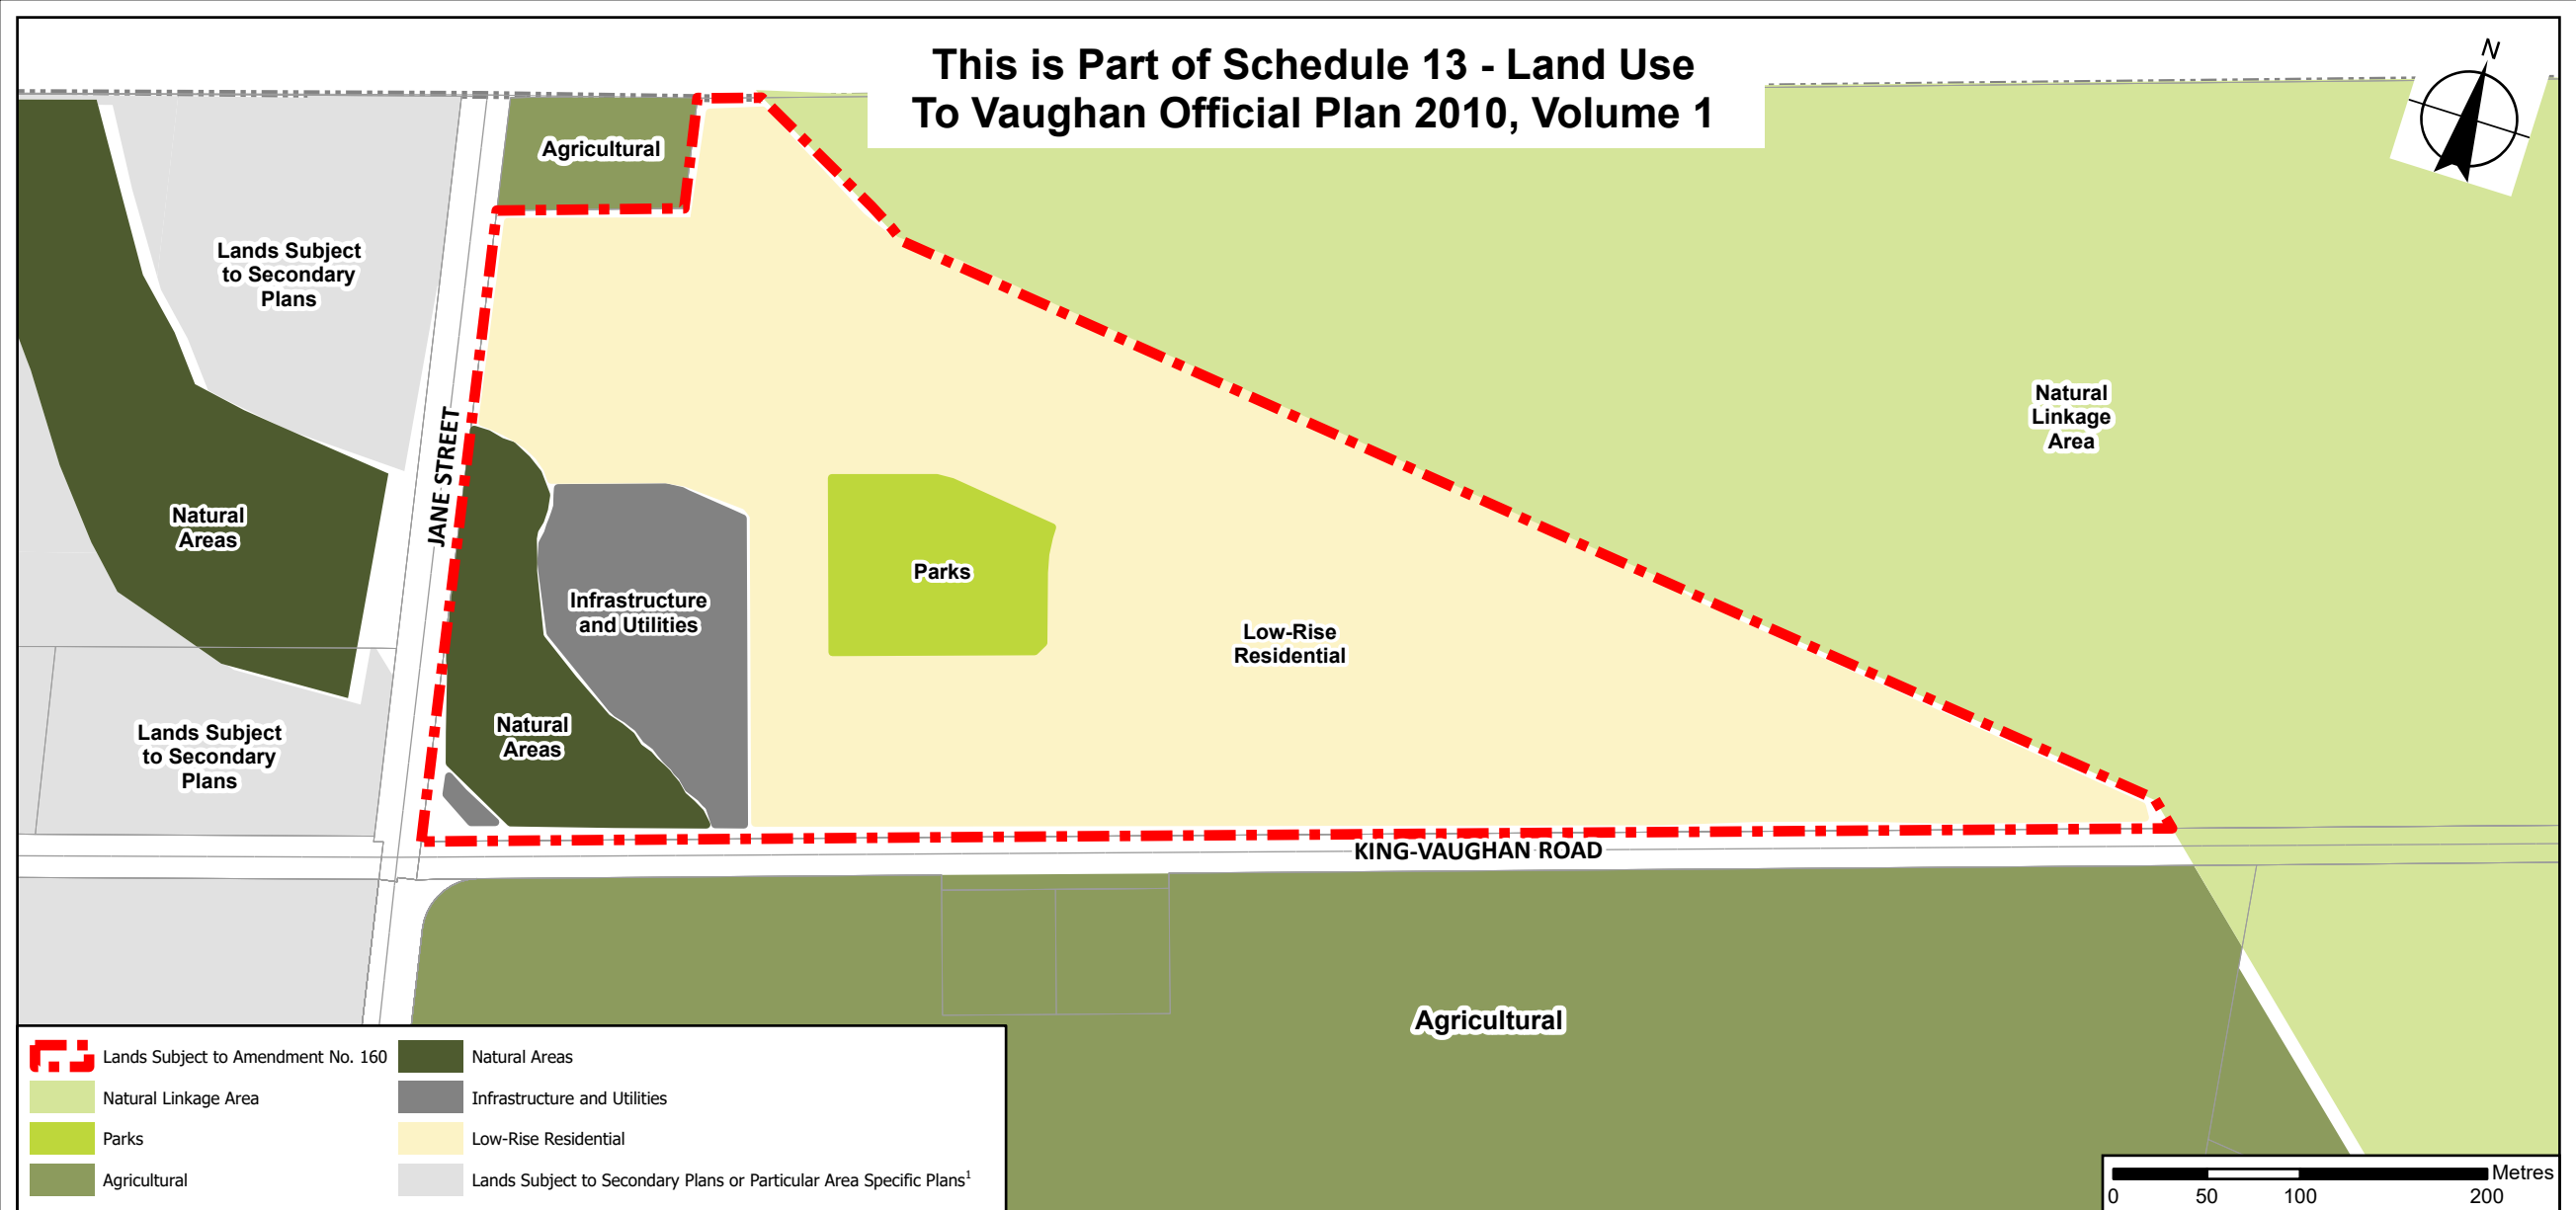 This is Part of Schedule 13 - Land Use
To Vaughan Official Plan 2010, Volume 1
N
Agricultural
Lands Subject
to Secondary
Plans
Natural
Linkage
Area
JANE STREET
Natural
Areas
Parks
Infrastructure
and Utilities
Low-Rise
Residential
Natural
Areas
Lands Subject
to Secondary
Plans
KING-VAUGHAN ROAD
Agricultural
Lands Subject to Amendment No. 160
Natural Linkage Area
Parks
Agricultural
Natural Areas
Infrastructure and Utilities
Low-Rise Residential
Lands Subject to Secondary Plans or Particular Area Specific Plans¹
Metres
0 50 100 200